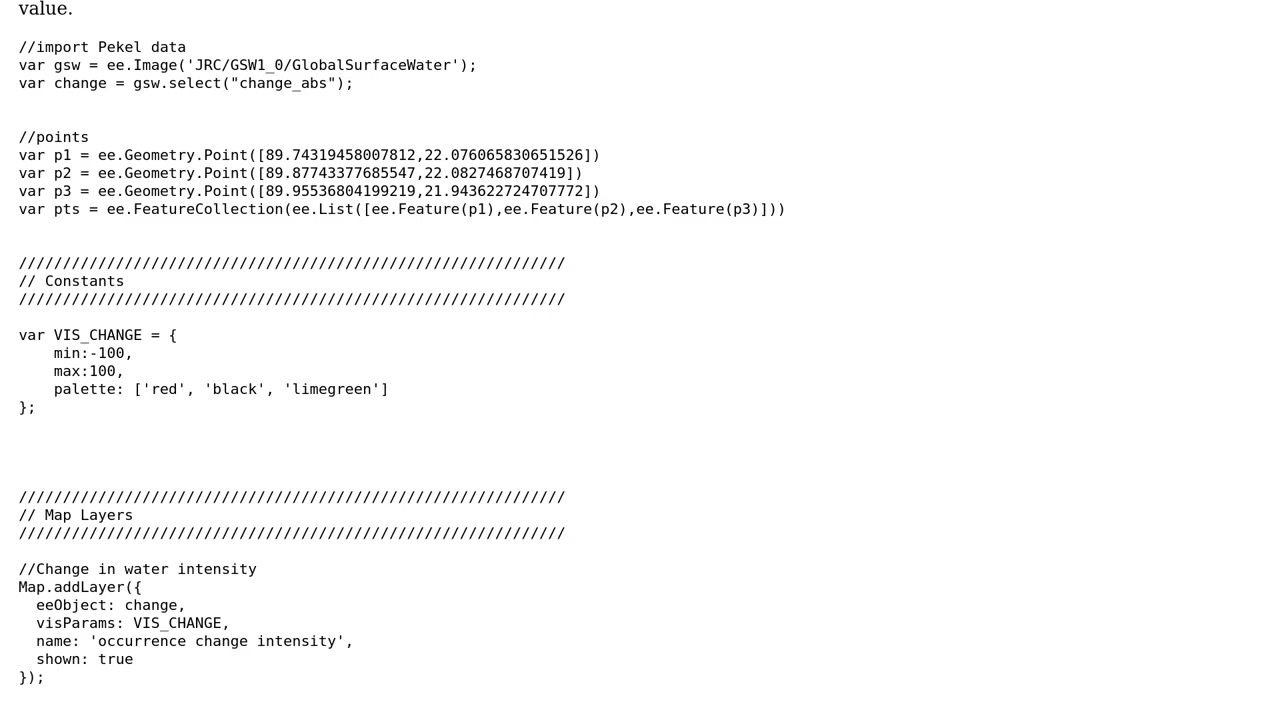 value.
//import Pekel data
var gsw = ee.Image('JRC/GSW1_0/GlobalSurfaceWater');
var change = gsw.select("change_abs");
//points
var p1 = ee.Geometry.Point([89.74319458007812,22.076065830651526])
var p2 = ee.Geometry.Point([89.87743377685547,22.0827468707419])
var p3 = ee.Geometry.Point([89.95536804199219,21.943622724707772])
var pts = ee.FeatureCollection(ee.List([ee.Feature(p1),ee.Feature(p2),ee.Feature(p3)]))
//////////////////////////////////////////////////////////////
// Constants
//////////////////////////////////////////////////////////////
var VIS_CHANGE = {
    min:-100,
    max:100,
    palette: ['red', 'black', 'limegreen']
};
//////////////////////////////////////////////////////////////
// Map Layers
//////////////////////////////////////////////////////////////
//Change in water intensity
Map.addLayer({
  eeObject: change,
  visParams: VIS_CHANGE,
  name: 'occurrence change intensity',
  shown: true
});